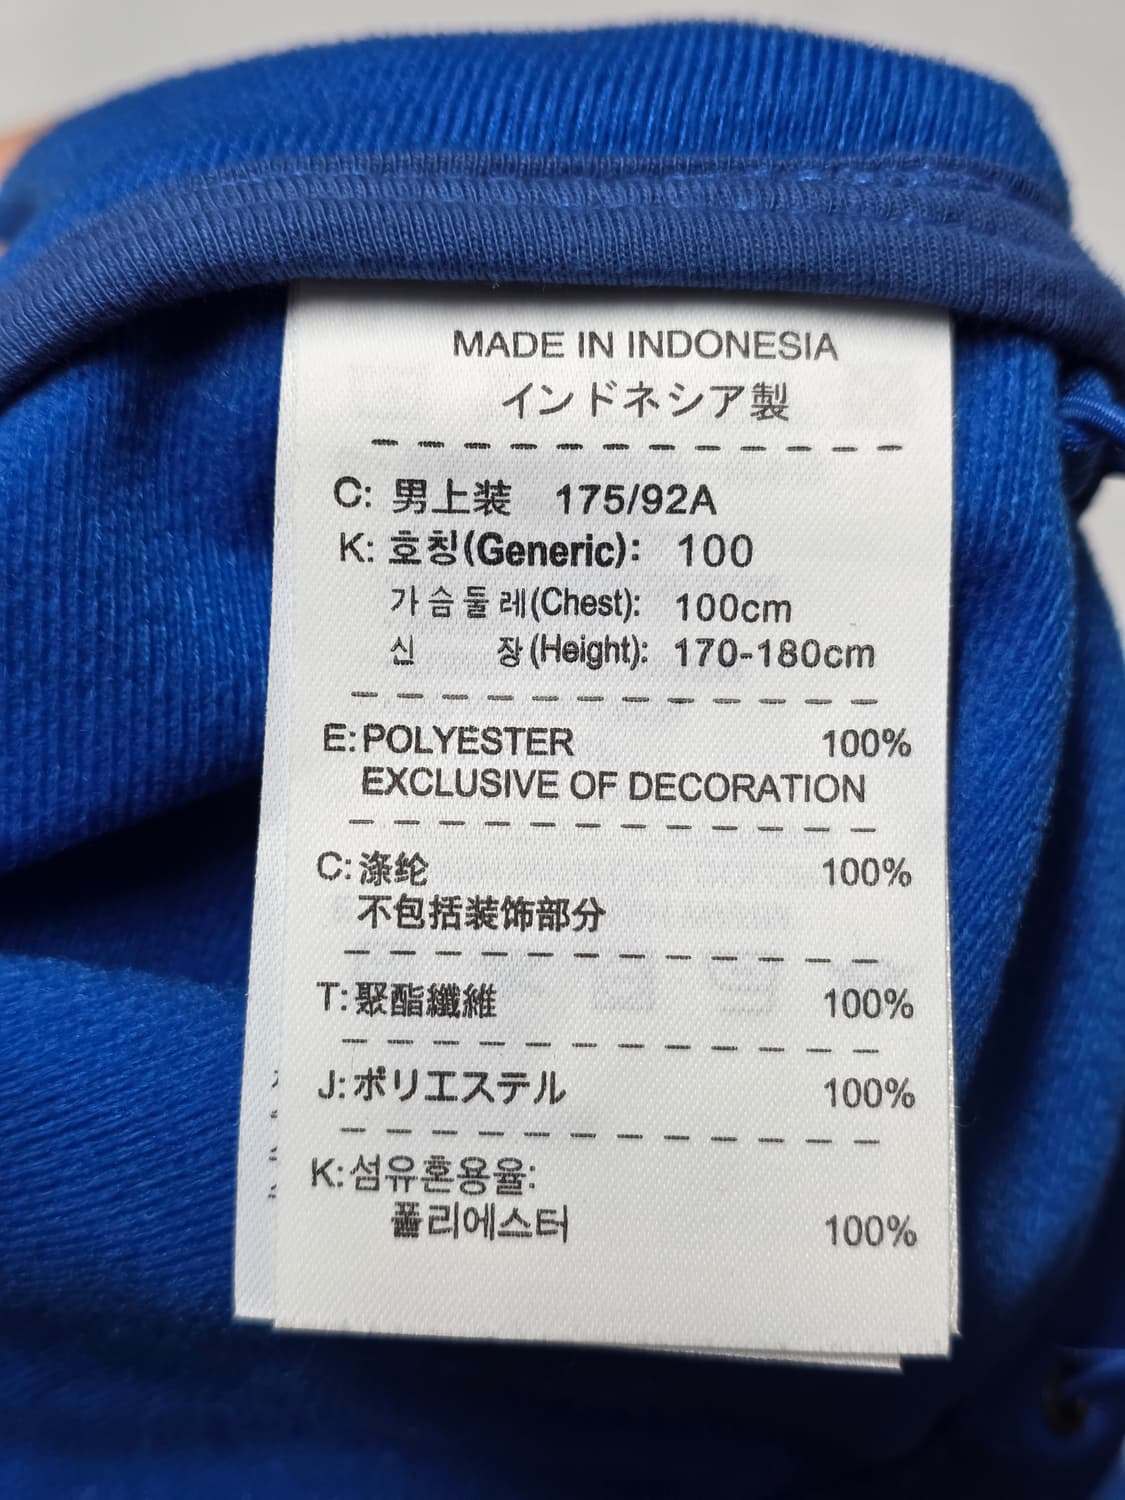 MADE IN INDONESIA
インドネシア製
C: 男上装 175/92A
K: 호칭(Generic): 100
가슴둘레(Chest): 100cm
신 장(Height): 170-180cm
E: POLYESTER 100%
EXCLUSIVE OF DECORATION
C: 涤纶 100%
不包括装饰部分
T: 聚酯纖維 100%
J: ポリエステル 100%
K: 섬유혼용율:
폴리에스터 100%